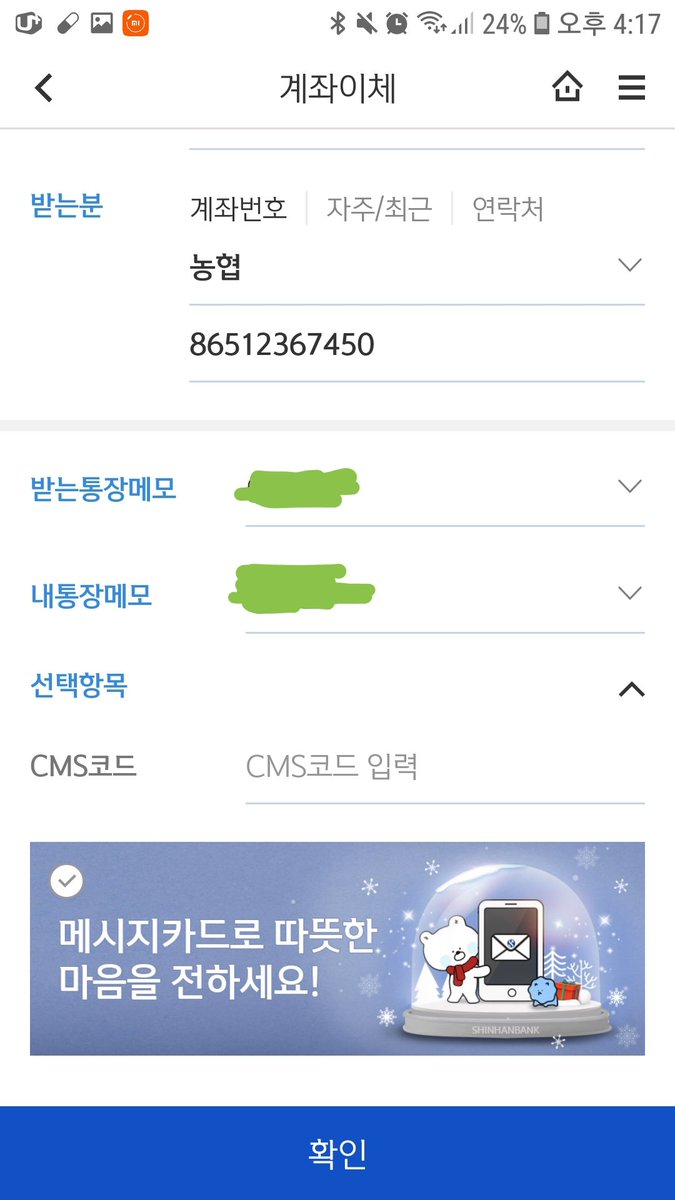 24% 오후 4:17
계좌이체
받는분
계좌번호 자주/최근 연락처
농협
86512367450
받는통장메모
내통장메모
선택항목
CMS코드 CMS코드 입력
메시지카드로 따뜻한
마음을 전하세요!
SHINHANBANK
확인